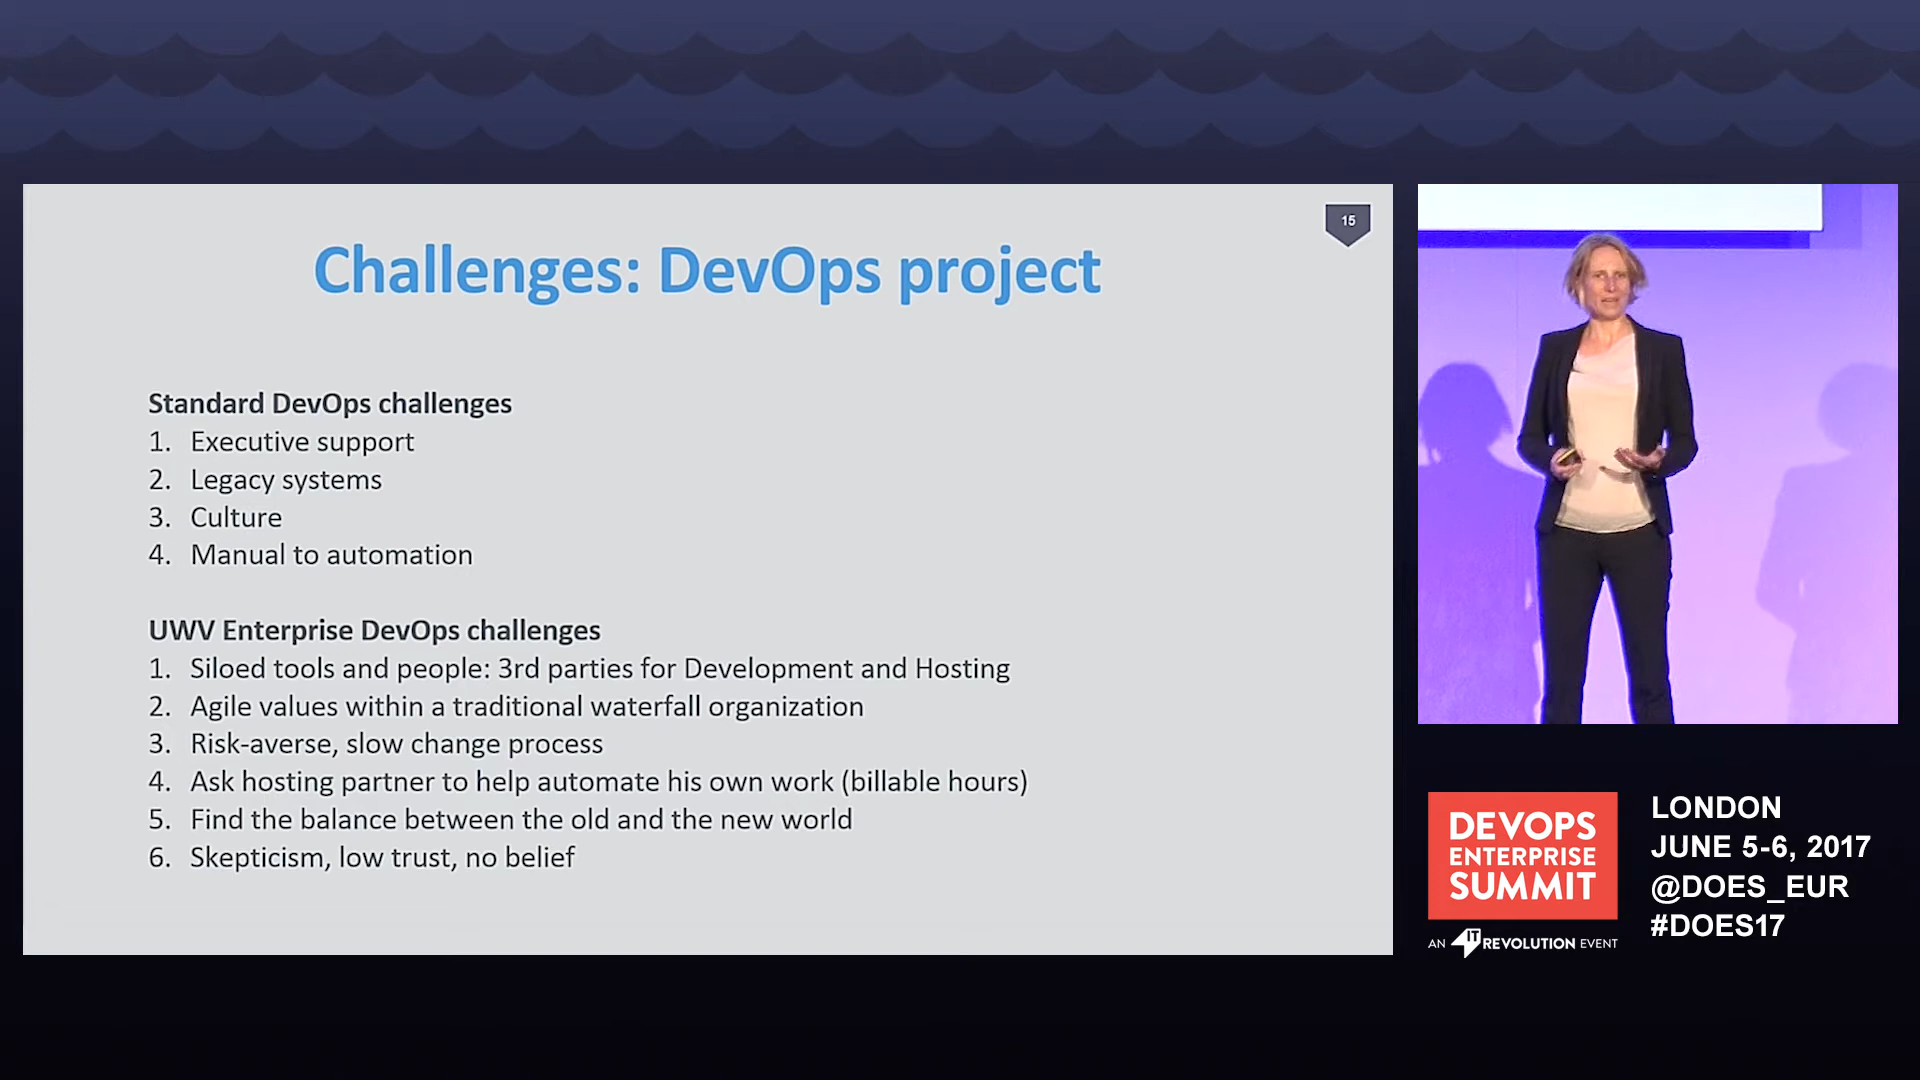 15
Challenges: DevOps project
Standard DevOps challenges
1. Executive support
2. Legacy systems
3. Culture
4. Manual to automation
UWV Enterprise DevOps challenges
1. Siloed tools and people: 3rd parties for Development and Hosting
2. Agile values within a traditional waterfall organization
3. Risk-averse, slow change process
4. Ask hosting partner to help automate his own work (billable hours)
5. Find the balance between the old and the new world
6. Skepticism, low trust, no belief
DEVOPS
ENTERPRISE
SUMMIT
AN IT REVOLUTION EVENT
LONDON
JUNE 5-6, 2017
@DOES_EUR
#DOES17